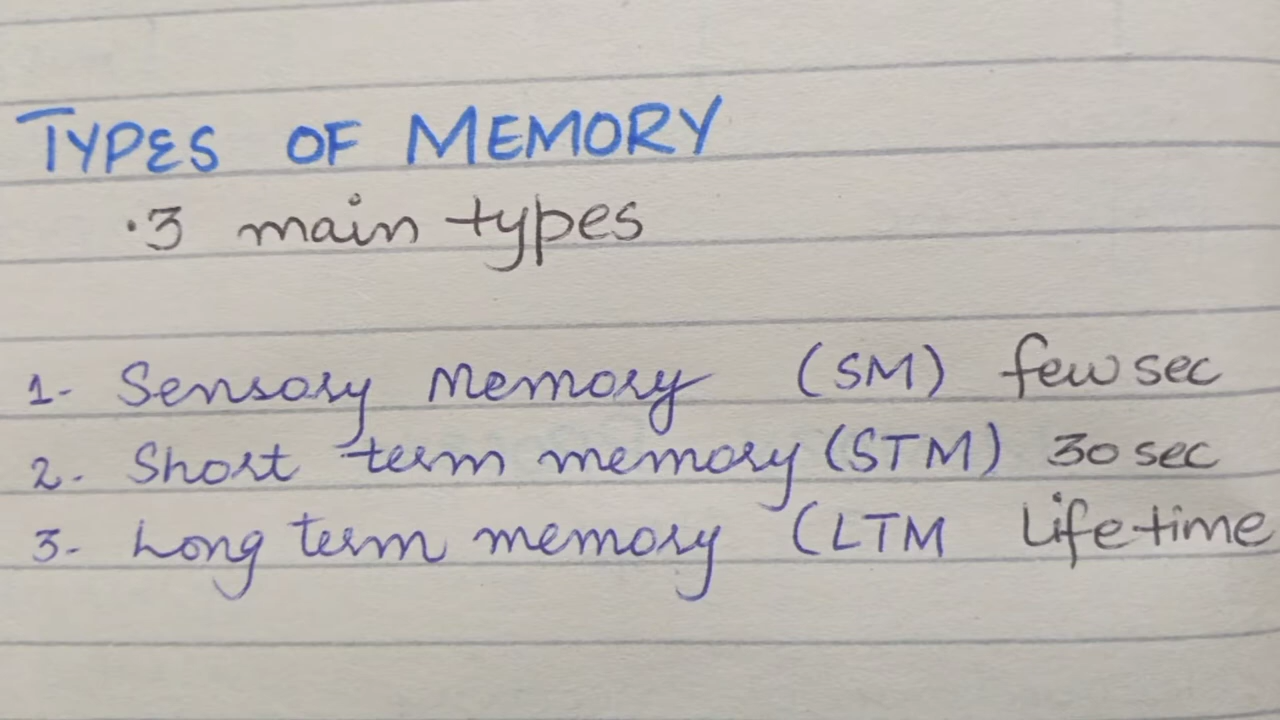 TYPES OF MEMORY
·3 main types
1- Sensory Memory (SM) few sec
2. Short term memory (STM) 30 sec
3- Long term memory (LTM Lifetime